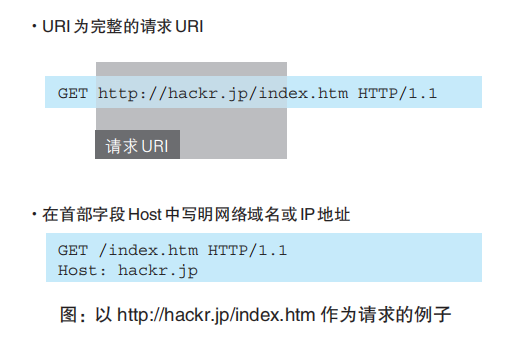 ・URI 为完整的请求 URI
GET http://hackr.jp/index.htm HTTP/1.1
请求 URI
・在首部字段 Host 中写明网络域名或 IP 地址
GET /index.htm HTTP/1.1
Host: hackr.jp
图：以 http://hackr.jp/index.htm 作为请求的例子